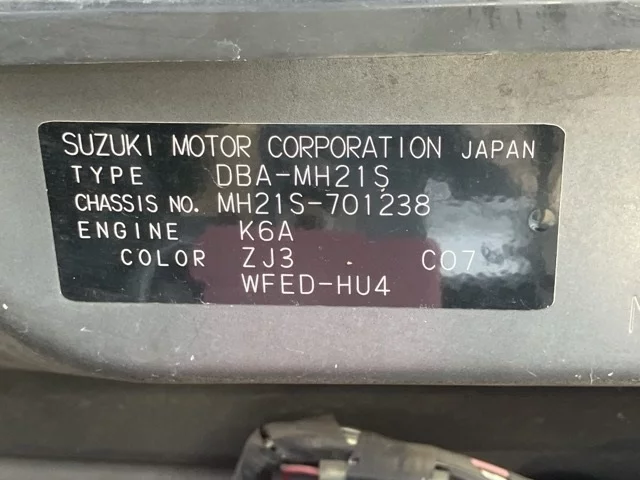 SUZUKI MOTOR CORPORATION JAPAN
TYPE DBA-MH21S
CHASSIS NO. MH21S-701238
ENGINE K6A
COLOR ZJ3 C07
WFED-HU4